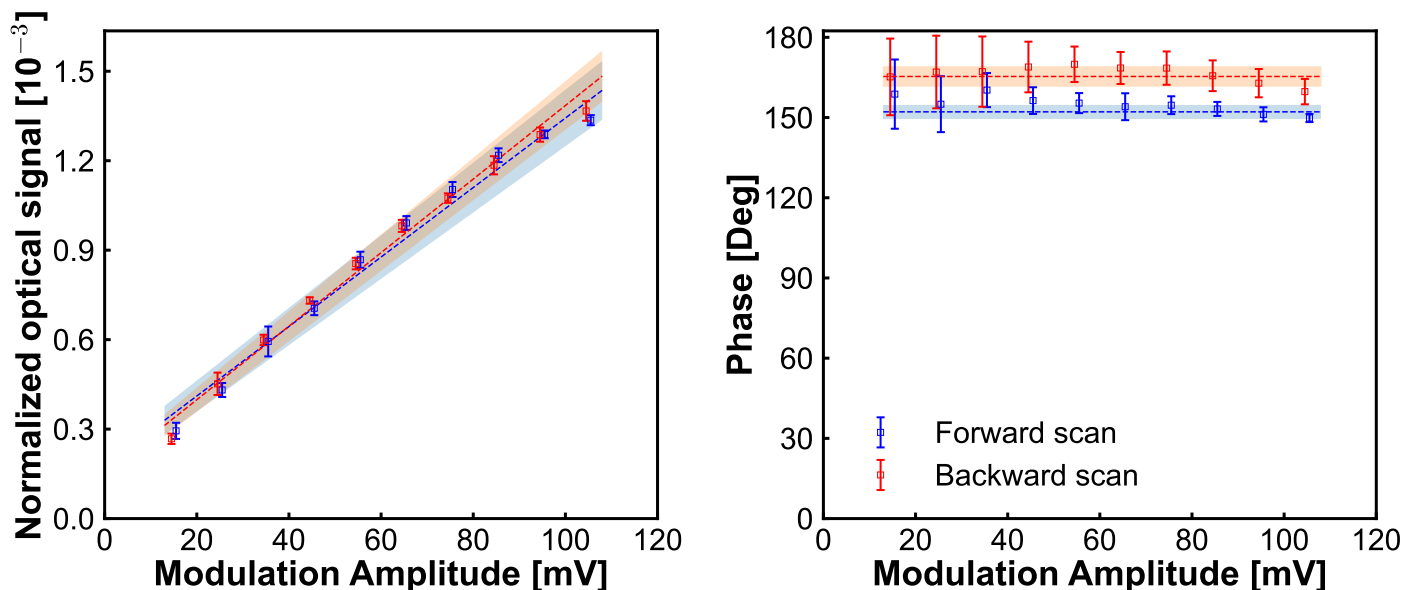 Normalized optical signal [10⁻³]
1.5
1.2
0.9
0.6
0.3
0.0
0 20 40 60 80 100 120
Modulation Amplitude [mV]
Phase [Deg]
180
150
120
90
60
30
0
Forward scan
Backward scan
0 20 40 60 80 100 120
Modulation Amplitude [mV]